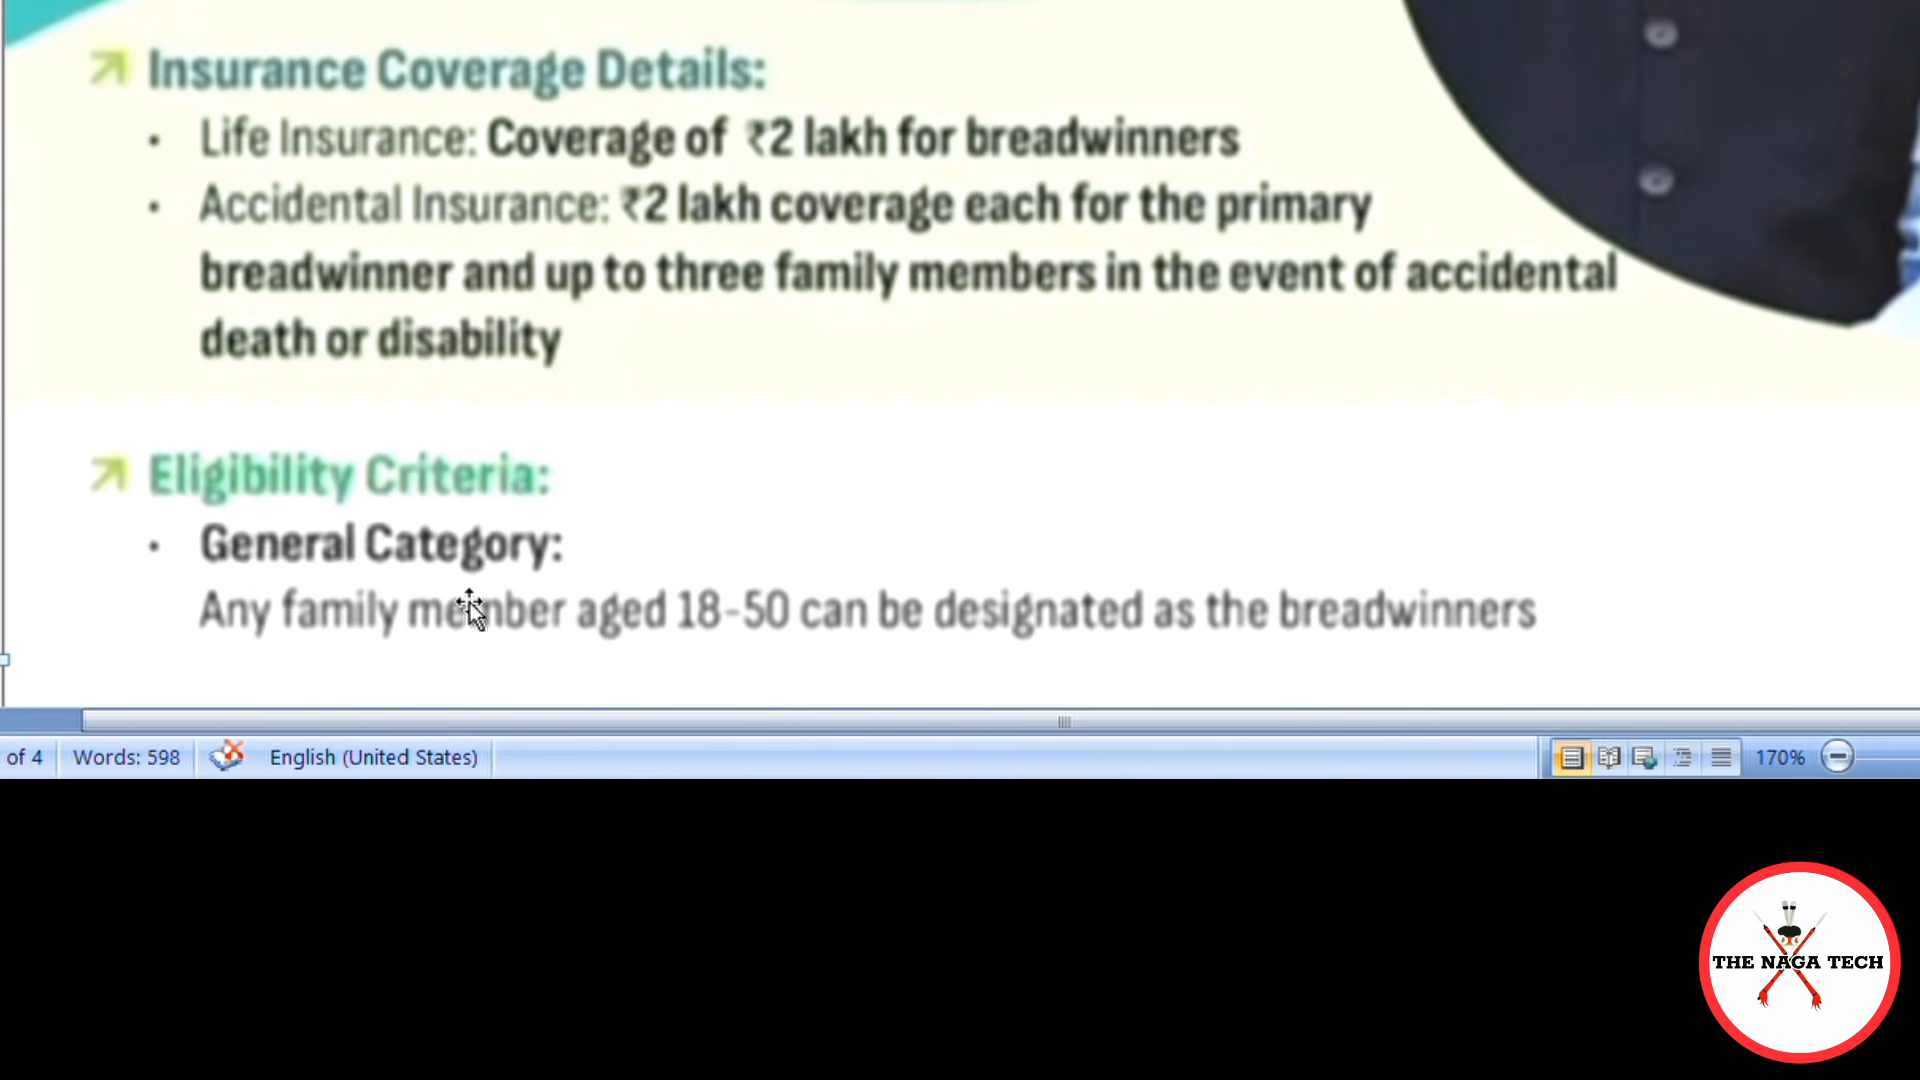 Insurance Coverage Details:
• Life Insurance: Coverage of ₹2 lakh for breadwinners
• Accidental Insurance: ₹2 lakh coverage each for the primary
breadwinner and up to three family members in the event of accidental
death or disability
Eligibility Criteria:
• General Category:
Any family member aged 18-50 can be designated as the breadwinners
of 4 Words: 598 English (United States) 170%
THE NAGA TECH